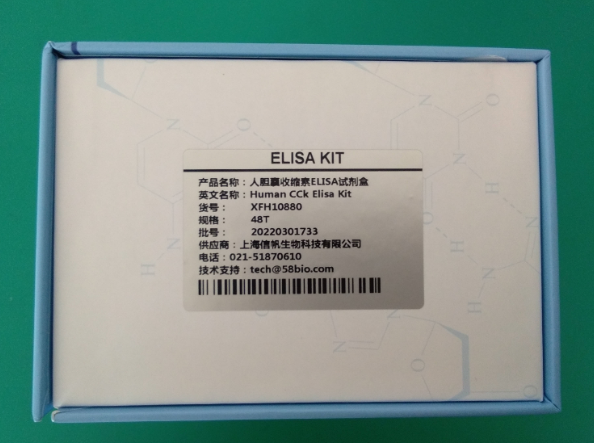 ELISA KIT
产品名称：人胆囊收缩素ELISA试剂盒
英文名称：Human CCk Elisa Kit
货号： XFH10880
规格： 48T
批号： 20220301733
供应商：上海信帆生物科技有限公司
电话：021-51870610
技术支持：tech@58bio.com